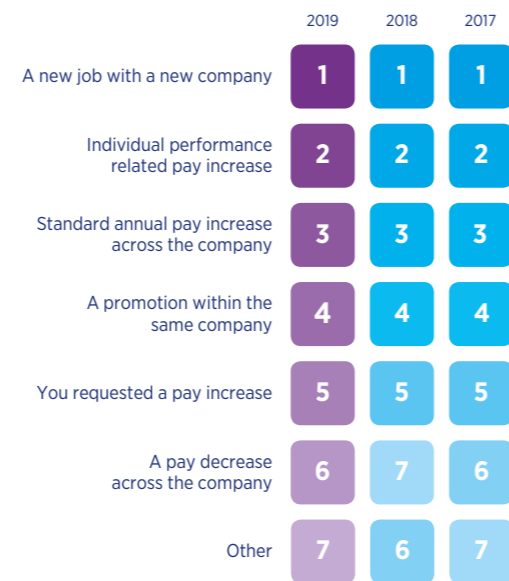 2019 2018 2017
A new job with a new company 1 1 1
Individual performance
related pay increase 2 2 2
Standard annual pay increase
across the company 3 3 3
A promotion within the
same company 4 4 4
You requested a pay increase 5 5 5
A pay decrease
across the company 6 7 6
Other 7 6 7